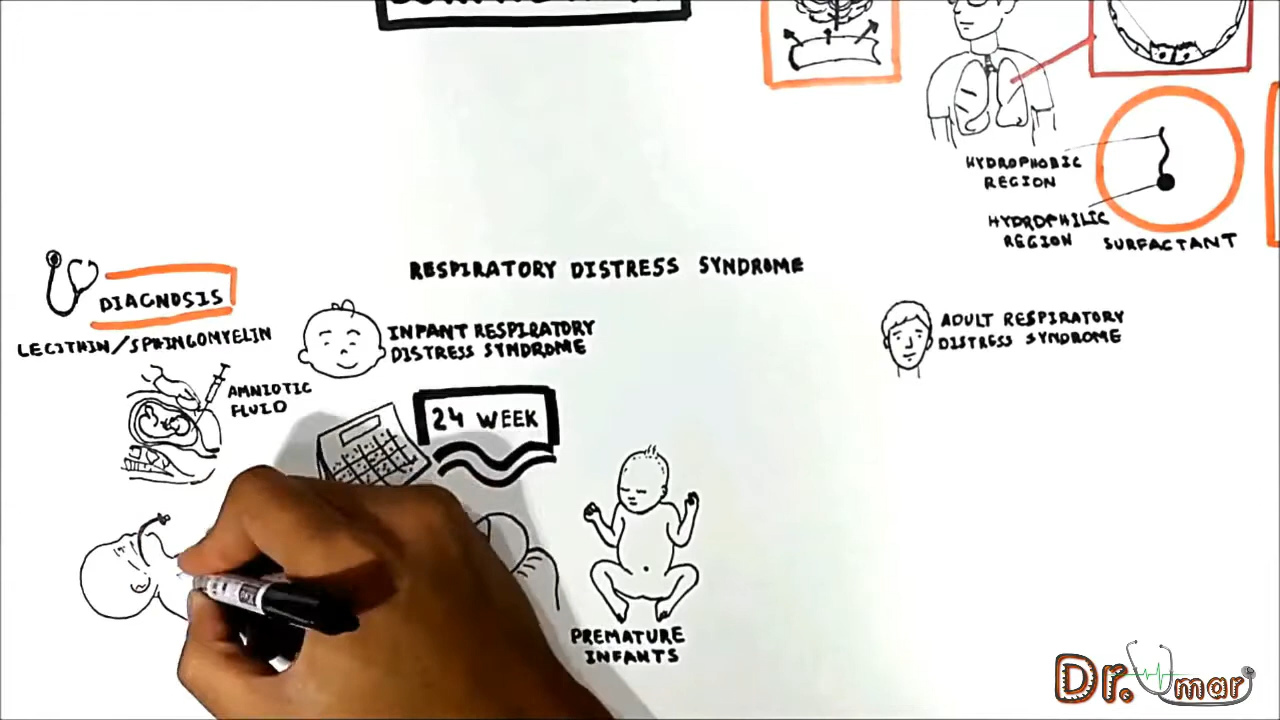 HYDROPHOBIC
REGION
HYDROPHILIC
REGION
SURFACTANT
RESPIRATORY DISTRESS SYNDROME
DIAGNOSIS
LECITHIN/SPHINGOMYELIN
AMNIOTIC
FLUID
INFANT RESPIRATORY
DISTRESS SYNDROME
24 WEEK
PREMATURE
INFANTS
ADULT RESPIRATORY
DISTRESS SYNDROME
Dr. Umar